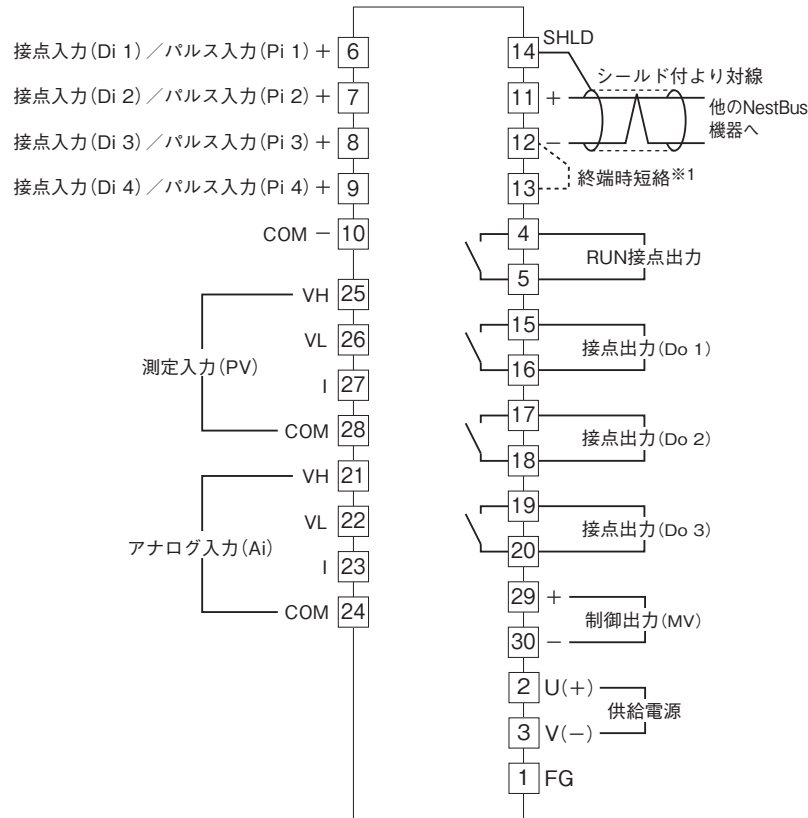 接点入力(Di 1)／パルス入力(Pi 1)＋ 6
接点入力(Di 2)／パルス入力(Pi 2)＋ 7
接点入力(Di 3)／パルス入力(Pi 3)＋ 8
接点入力(Di 4)／パルス入力(Pi 4)＋ 9
COM － 10
測定入力(PV)
VH 25
VL 26
I 27
COM 28
アナログ入力(Ai)
VH 21
VL 22
I 23
COM 24
14 SHLD
シールド付より対線
11 ＋
12 －
他のNestBus
機器へ
13
終端時短絡※1
4
5
RUN接点出力
15
16
接点出力(Do 1)
17
18
接点出力(Do 2)
19
20
接点出力(Do 3)
29 ＋
30 －
制御出力(MV)
2 U(＋)
3 V(－)
供給電源
1 FG